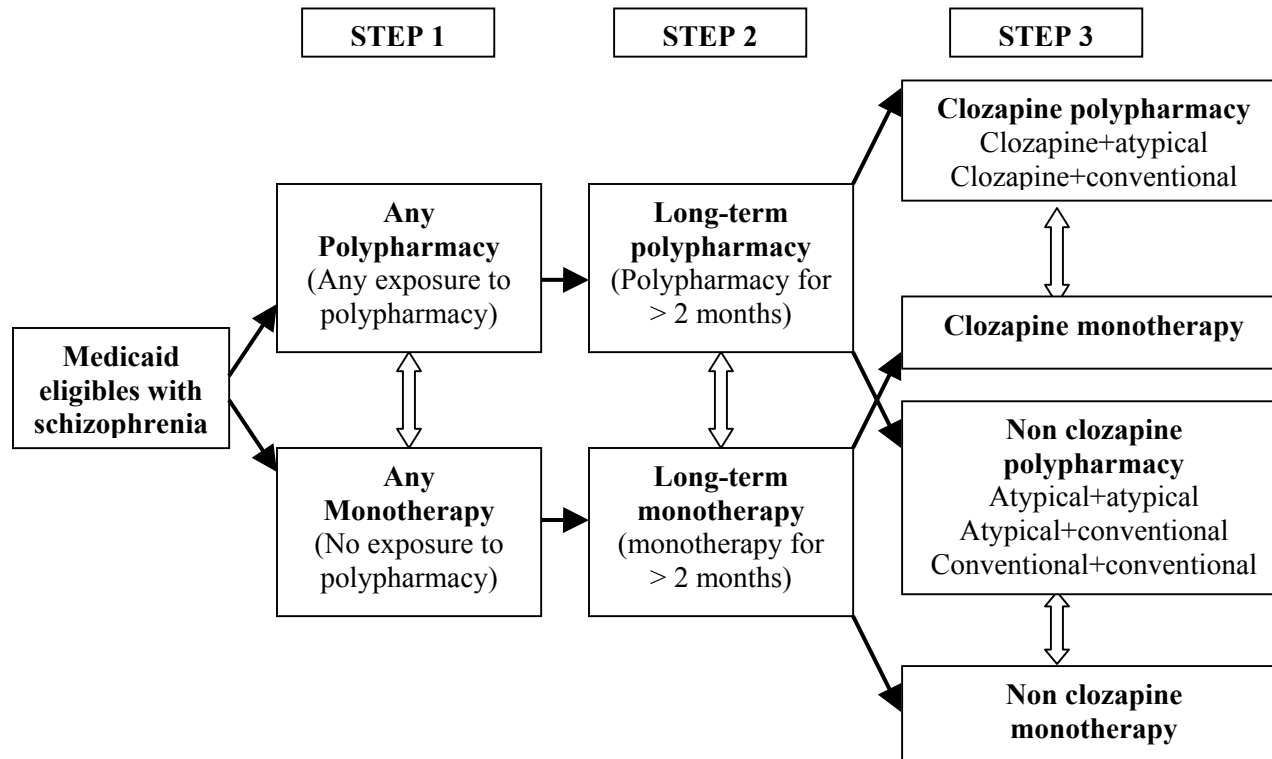 STEP 1
STEP 2
STEP 3
Medicaid
eligibles with
schizophrenia
Any
Polypharmacy
(Any exposure to
polypharmacy)
Any
Monotherapy
(No exposure to
polypharmacy)
Long-term
polypharmacy
(Polypharmacy for
> 2 months)
Long-term
monotherapy
(monotherapy for
> 2 months)
Clozapine polypharmacy
Clozapine+atypical
Clozapine+conventional
Clozapine monotherapy
Non clozapine
polypharmacy
Atypical+atypical
Atypical+conventional
Conventional+conventional
Non clozapine
monotherapy